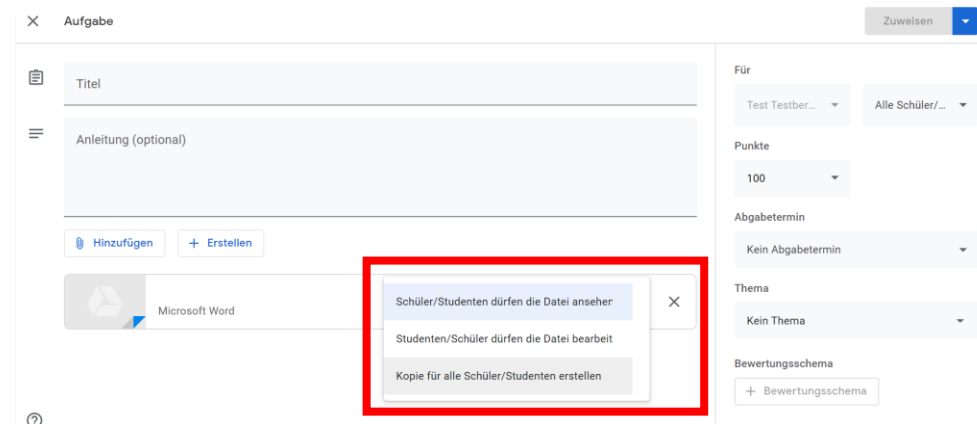 Aufgabe
Zuweisen
Titel
Anleitung (optional)
Hinzufügen
+ Erstellen
Microsoft Word
Schüler/Studenten dürfen die Datei ansehen
Studenten/Schüler dürfen die Datei bearbeit
Kopie für alle Schüler/Studenten erstellen
Für
Test Testber...
Alle Schüler/...
Punkte
100
Abgabetermin
Kein Abgabetermin
Thema
Kein Thema
Bewertungsschema
+ Bewertungsschema